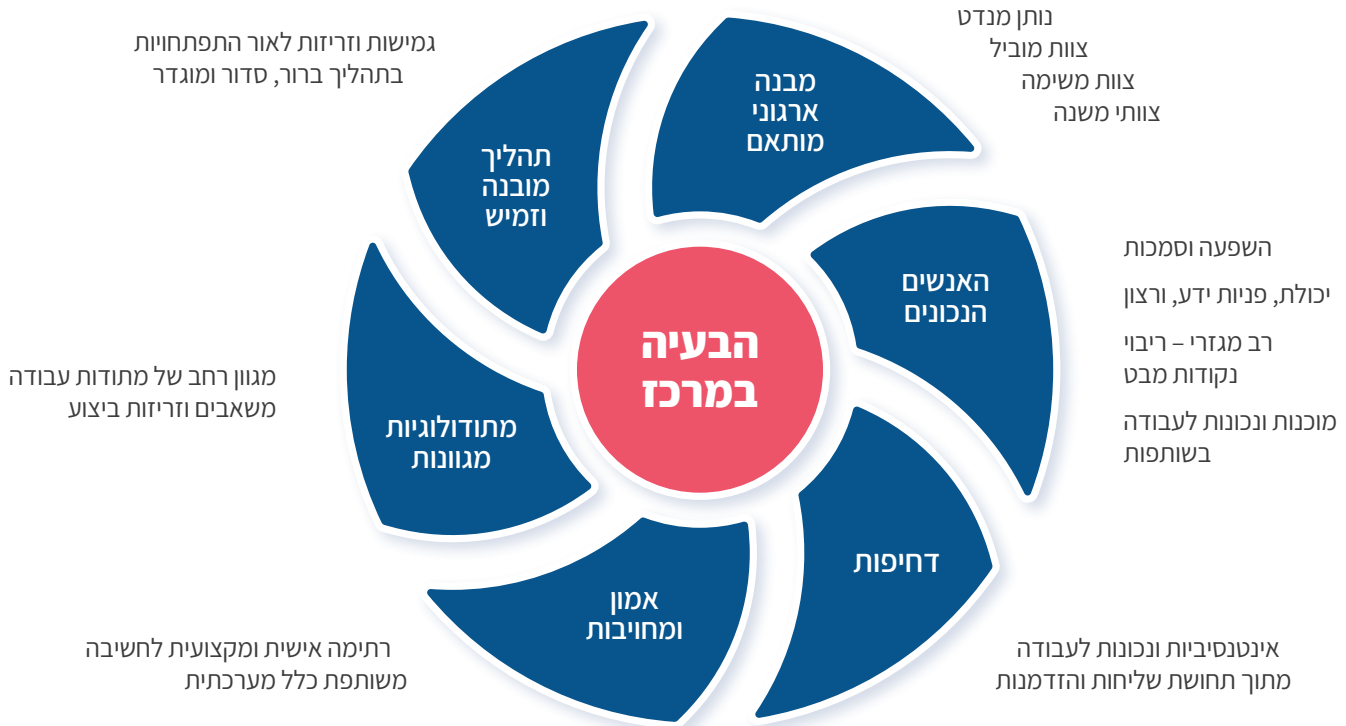 נותן מנדט
צוות מוביל
צוות משימה
צוותי משנה
מבנה
ארגוני
מותאם
השפעה וסמכות
יכולת, פניות ידע, ורצון
רב מגזרי – ריבוי
נקודות מבט
מוכנות ונכונות לעבודה
בשותפות
האנשים
הנכונים
דחיפות
אינטנסיביות ונכונות לעבודה
מתוך תחושת שליחות והזדמנות
אמון
ומחויבות
רתימה אישית ומקצועית לחשיבה
משותפת כלל מערכתית
מתודולוגיות
מגוונות
מגוון רחב של מתודות עבודה
משאבים וזריזות ביצוע
תהליך
מובנה
וזמיש
גמישות וזריזות לאור התפתחויות
בתהליך ברור, סדור ומוגדר
הבעיה
במרכז